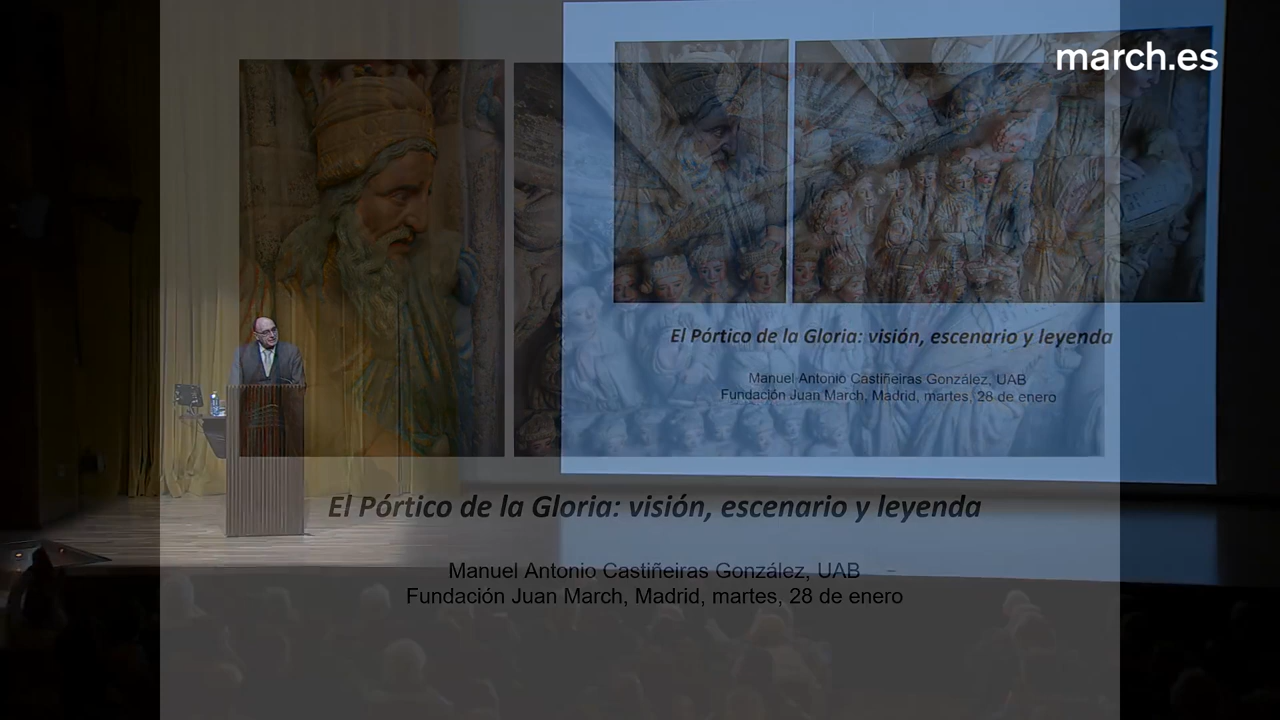 march.es
El Pórtico de la Gloria: visión, escenario y leyenda
Manuel Antonio Castiñeiras González, UAB
Fundación Juan March, Madrid, martes, 28 de enero
El Pórtico de la Gloria: visión, escenario y leyenda
Manuel Antonio Castiñeiras González, UAB
Fundación Juan March, Madrid, martes, 28 de enero